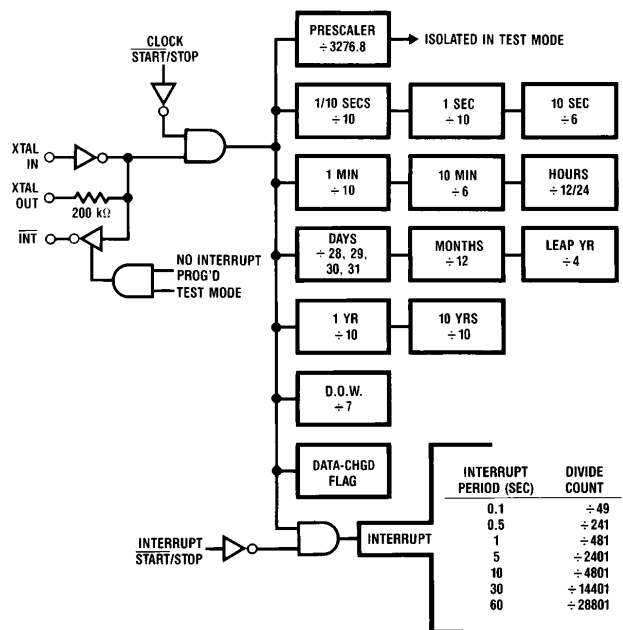 PRESCALER
÷3276.8
ISOLATED IN TEST MODE
CLOCK
START/STOP
1/10 SECS
÷10
1 SEC
÷10
10 SEC
÷6
XTAL
IN
XTAL
OUT
200 kΩ
INT
1 MIN
÷10
10 MIN
÷6
HOURS
÷12/24
NO INTERRUPT
PROG'D
TEST MODE
DAYS
÷28, 29,
30, 31
MONTHS
÷12
LEAP YR
÷4
1 YR
÷10
10 YRS
÷10
D.O.W.
÷7
DATA-CHGD
FLAG
INTERRUPT
START/STOP
INTERRUPT
INTERRUPT DIVIDE
PERIOD (SEC) COUNT
0.1 ÷49
0.5 ÷241
1 ÷481
5 ÷2401
10 ÷4801
30 ÷14401
60 ÷28801